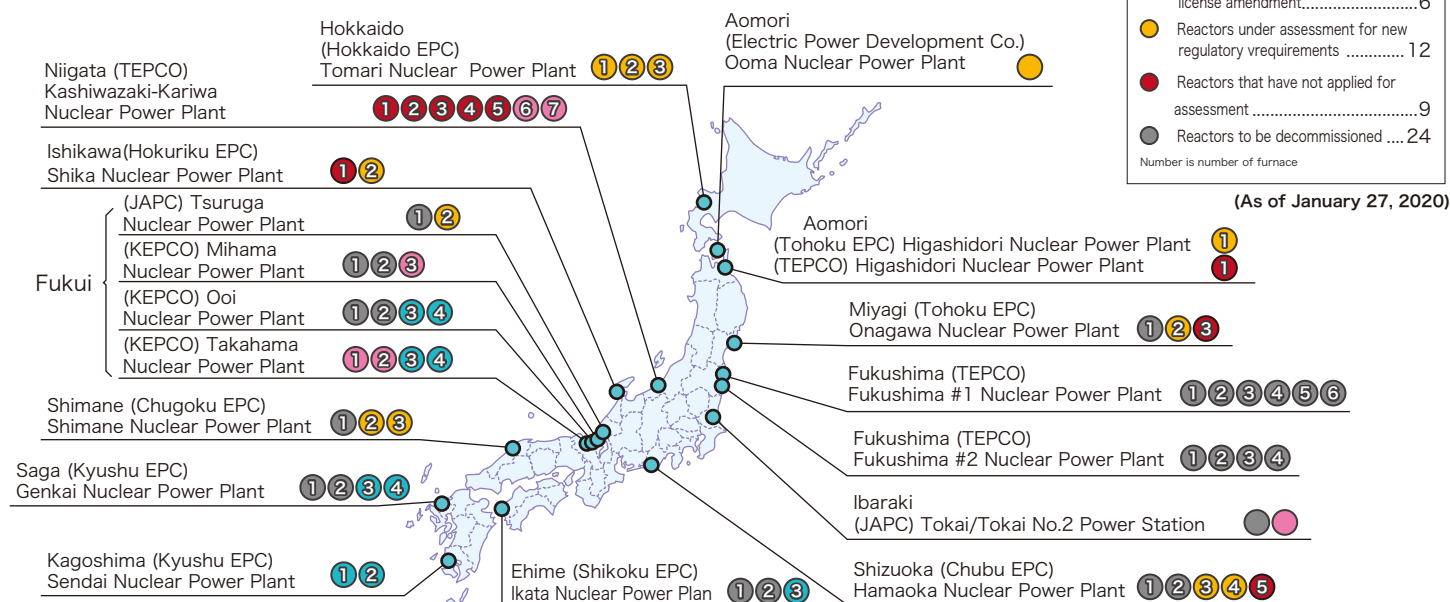 Hokkaido
(Hokkaido EPC)
Tomari Nuclear Power Plant 1 2 3
Aomori
(Electric Power Development Co.)
Ooma Nuclear Power Plant
license amendment..............................6
Reactors under assessment for new
regulatory vrequirements ............12
Reactors that have not applied for
assessment ..................................9
Reactors to be decommissioned ....24
Number is number of furnace
(As of January 27, 2020)
Niigata (TEPCO)
Kashiwazaki-Kariwa
Nuclear Power Plant 1 2 3 4 5 6 7
Ishikawa(Hokuriku EPC)
Shika Nuclear Power Plant 1 2
Fukui
(JAPC) Tsuruga
Nuclear Power Plant 1 2
(KEPCO) Mihama
Nuclear Power Plant 1 2 3
(KEPCO) Ooi
Nuclear Power Plant 1 2 3 4
(KEPCO) Takahama
Nuclear Power Plant 1 2 3 4
Shimane (Chugoku EPC)
Shimane Nuclear Power Plant 1 2 3
Saga (Kyushu EPC)
Genkai Nuclear Power Plant 1 2 3 4
Kagoshima (Kyushu EPC)
Sendai Nuclear Power Plant 1 2
Ehime (Shikoku EPC)
Ikata Nuclear Power Plan 1 2 3
Aomori
(Tohoku EPC) Higashidori Nuclear Power Plant 1
(TEPCO) Higashidori Nuclear Power Plant 1
Miyagi (Tohoku EPC)
Onagawa Nuclear Power Plant 1 2 3
Fukushima (TEPCO)
Fukushima #1 Nuclear Power Plant 1 2 3 4 5 6
Fukushima (TEPCO)
Fukushima #2 Nuclear Power Plant 1 2 3 4
Ibaraki
(JAPC) Tokai/Tokai No.2 Power Station
Shizuoka (Chubu EPC)
Hamaoka Nuclear Power Plant 1 2 3 4 5